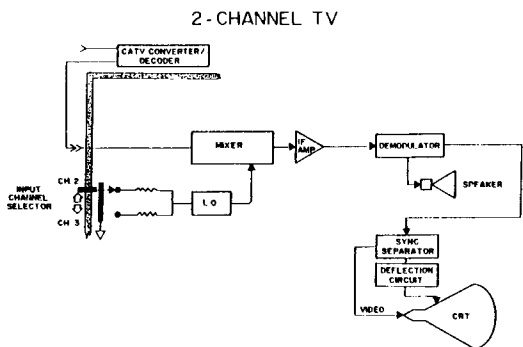 2-CHANNEL TV
CATV CONVERTER/
DECODER
MIXER
IF
AMP
DEMODULATOR
SPEAKER
CH. 2
INPUT
CHANNEL
SELECTOR
CH. 3
L.O
SYNC
SEPARATOR
DEFLECTION
CIRCUIT
VIDEO
CRT